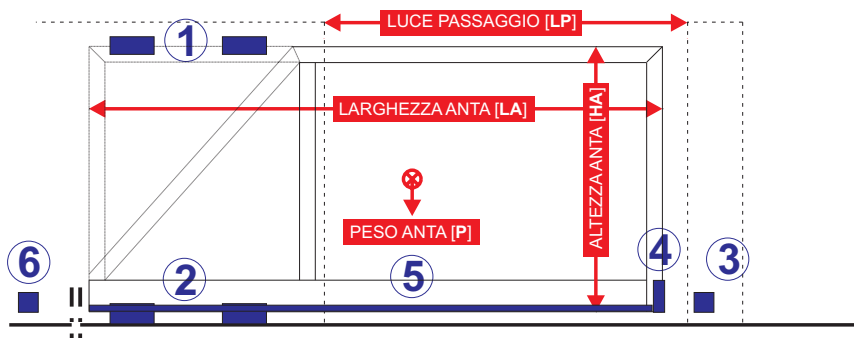 LUCE PASSAGGIO [LP]
1
LARGHEZZA ANTA [LA]
ALTEZZA ANTA [HA]
PESO ANTA [P]
6
2
5
4
3